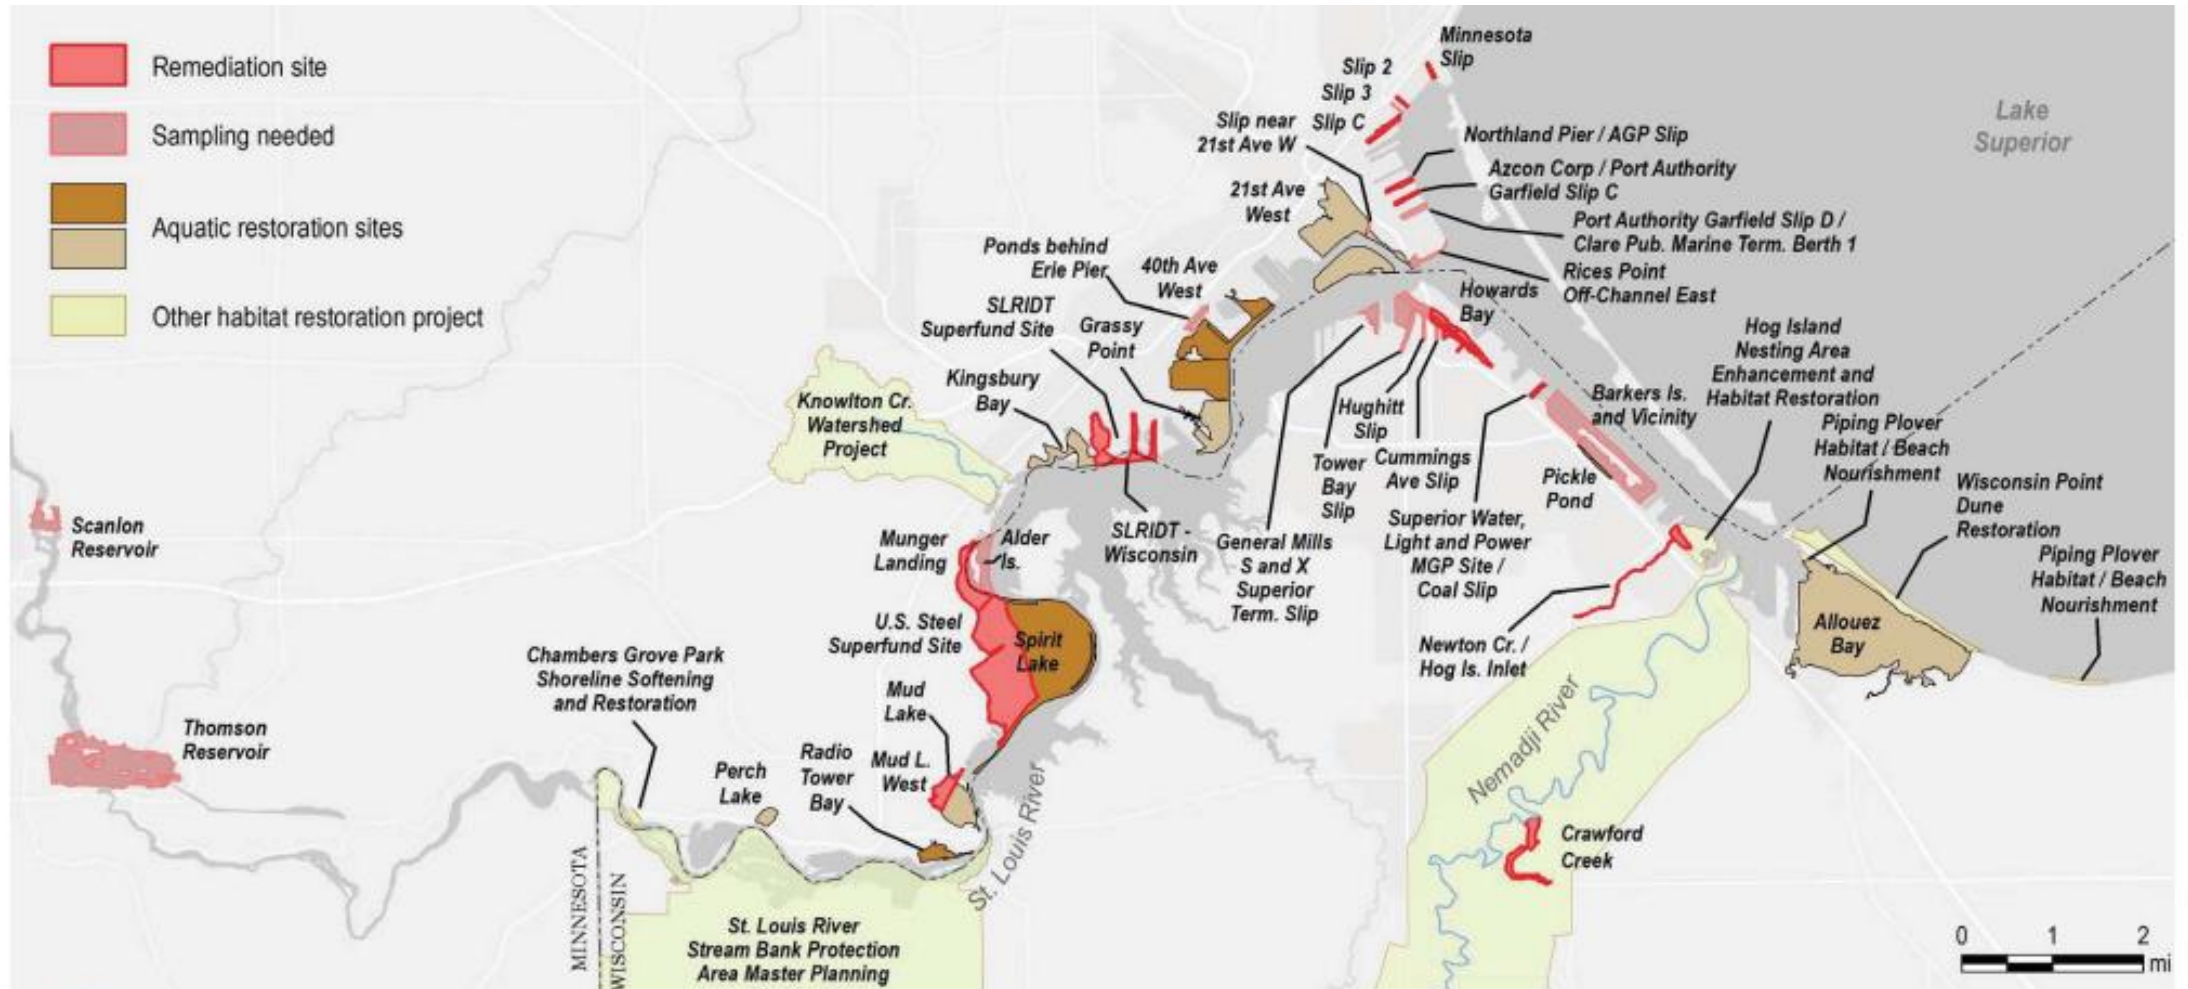 Remediation site
Sampling needed
Aquatic restoration sites
Other habitat restoration project
Minnesota
Slip
Slip 2
Slip 3
Slip C
Slip near
21st Ave W
Northland Pier / AGP Slip
Azcon Corp / Port Authority
Garfield Slip C
Port Authority Garfield Slip D /
Clare Pub. Marine Term. Berth 1
Rices Point
Off-Channel East
Lake
Superior
21st Ave
West
Ponds behind
Erie Pier
40th Ave
West
SLRIDT
Superfund Site
Grassy
Point
Kingsbury
Bay
Howards
Bay
Hog Island
Nesting Area
Enhancement and
Habitat Restoration
Barkers Is.
and Vicinity
Piping Plover
Habitat / Beach
Nourishment
Wisconsin Point
Dune
Restoration
Piping Plover
Habitat / Beach
Nourishment
Knowlton Cr.
Watershed
Project
Hughitt
Slip
Tower
Bay
Slip
Cummings
Ave Slip
Pickle
Pond
Superior Water,
Light and Power
MGP Site /
Coal Slip
General Mills
S and X
Superior
Term. Slip
SLRIDT -
Wisconsin
Scanlon
Reservoir
Munger
Landing
Alder
Is.
U.S. Steel
Superfund Site
Spirit
Lake
Newton Cr. /
Hog Is. Inlet
Allouez
Bay
Chambers Grove Park
Shoreline Softening
and Restoration
Mud
Lake
Thomson
Reservoir
Perch
Lake
Radio
Tower
Bay
Mud L.
West
St. Louis River
Nemadji River
Crawford
Creek
MINNESOTA
WISCONSIN
St. Louis River
Stream Bank Protection
Area Master Planning
0 1 2
mi